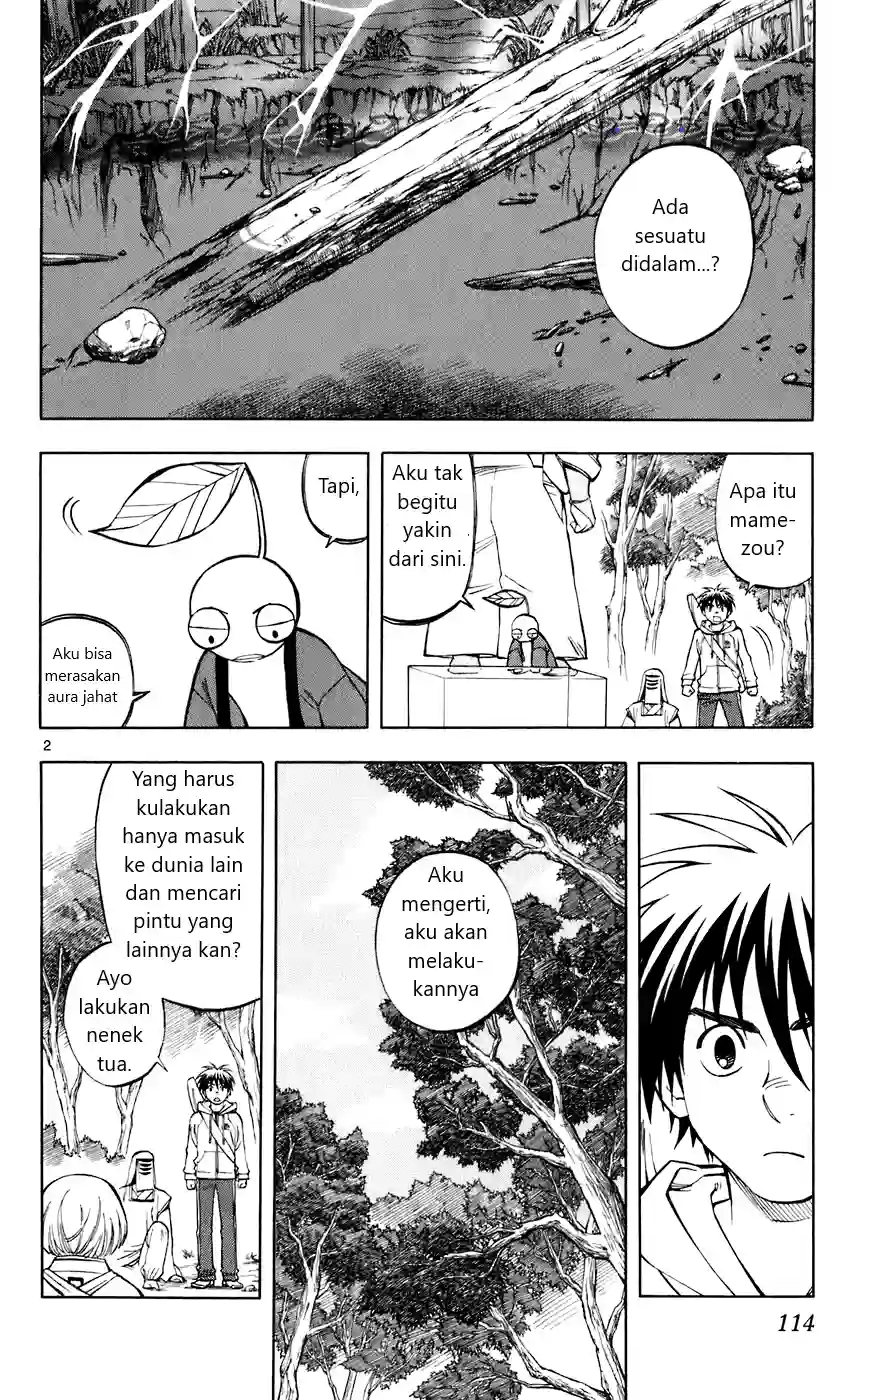 Ada
sesuatu
didalam...?
Apa itu
mame-
zou?
Aku tak
begitu
yakin
dari sini.
Tapi,
Aku bisa
merasakan
aura jahat
2
Aku
mengerti,
aku akan
melaku-
kannya
Yang harus
kulakukan
hanya masuk
ke dunia lain
dan mencari
pintu yang
lainnya kan?
Ayo
lakukan
nenek
tua.
114